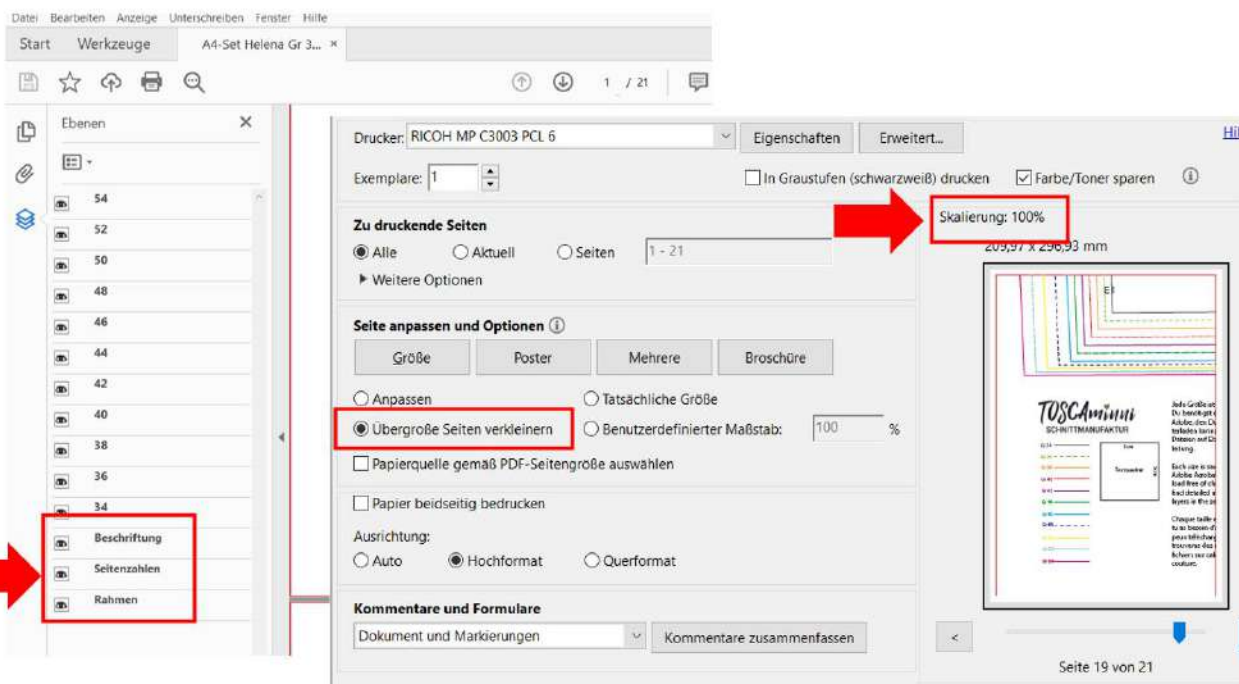 Datei Bearbeiten Anzeige Unterschreiben Fenster Hilfe
Start Werkzeuge A4-Set Helena Gr 3... ×
1 / 21
Ebenen
54
52
50
48
46
44
42
40
38
36
34
Beschriftung
Seitenzahlen
Rahmen
Drucker: RICOH MP C3003 PCL 6 Eigenschaften Erweitert...
Exemplare: 1 In Graustufen (schwarzweiß) drucken Farbe/Toner sparen
Zu druckende Seiten
Alle Aktuell Seiten 1 - 21
Weitere Optionen
Seite anpassen und Optionen
Größe Poster Mehrere Broschüre
Anpassen Tatsächliche Größe
Übergroße Seiten verkleinern Benutzerdefinierter Maßstab: 100 %
Papierquelle gemäß PDF-Seitengröße auswählen
Papier beidseitig bedrucken
Ausrichtung:
Auto Hochformat Querformat
Kommentare und Formulare
Dokument und Markierungen Kommentare zusammenfassen
Skalierung: 100%
209,97 x 296,93 mm
TOSCAminni
SCHNITTMANUFAKTUR
<
Seite 19 von 21